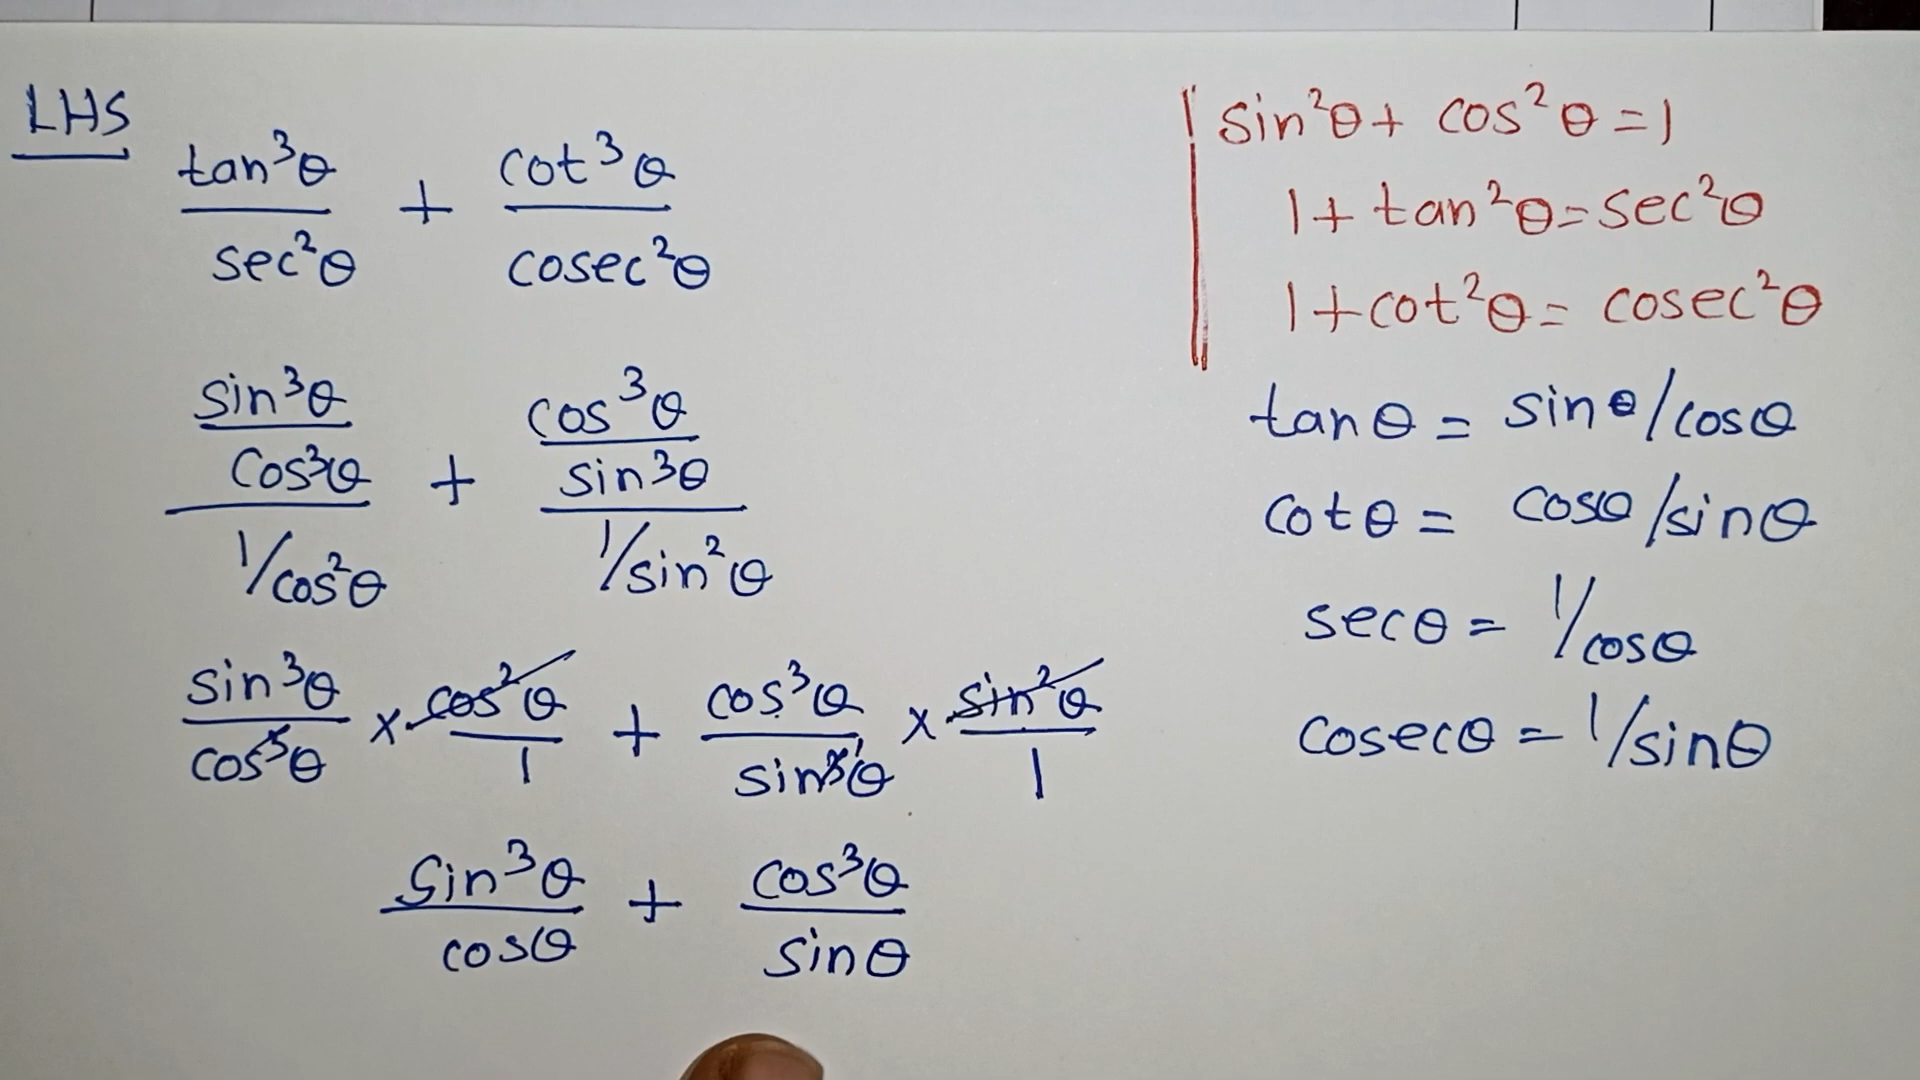 LHS
tan³θ/sec²θ + cot³θ/cosec²θ
sin³θ/cos³θ/1/cos²θ + cos³θ/sin³θ/1/sin²θ
sin³θ/cos³θ × cos²θ/1 + cos³θ/sin³θ × sin²θ/1
sin³θ/cosθ + cos³θ/sinθ
sin²θ + cos²θ = 1
1 + tan²θ = sec²θ
1 + cot²θ = cosec²θ
tanθ = sinθ/cosθ
cotθ = cosθ/sinθ
secθ = 1/cosθ
cosecθ = 1/sinθ